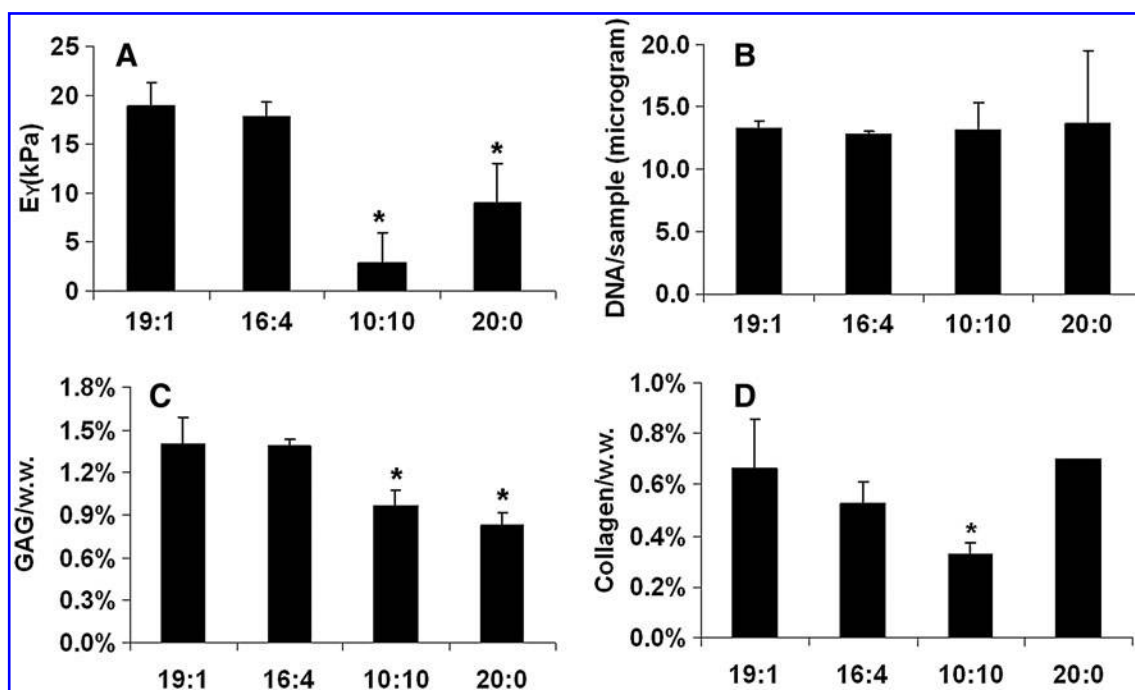 A
EY(kPa)
25
20
15
10
5
0
*
*
19:1 16:4 10:10 20:0
B
DNA/sample (microgram)
20.0
15.0
10.0
5.0
0.0
19:1 16:4 10:10 20:0
C
GAG/w.w.
1.8%
1.5%
1.2%
0.9%
0.6%
0.3%
0.0%
*
*
19:1 16:4 10:10 20:0
D
Collagen/w.w.
1.0%
0.8%
0.6%
0.4%
0.2%
0.0%
*
19:1 16:4 10:10 20:0